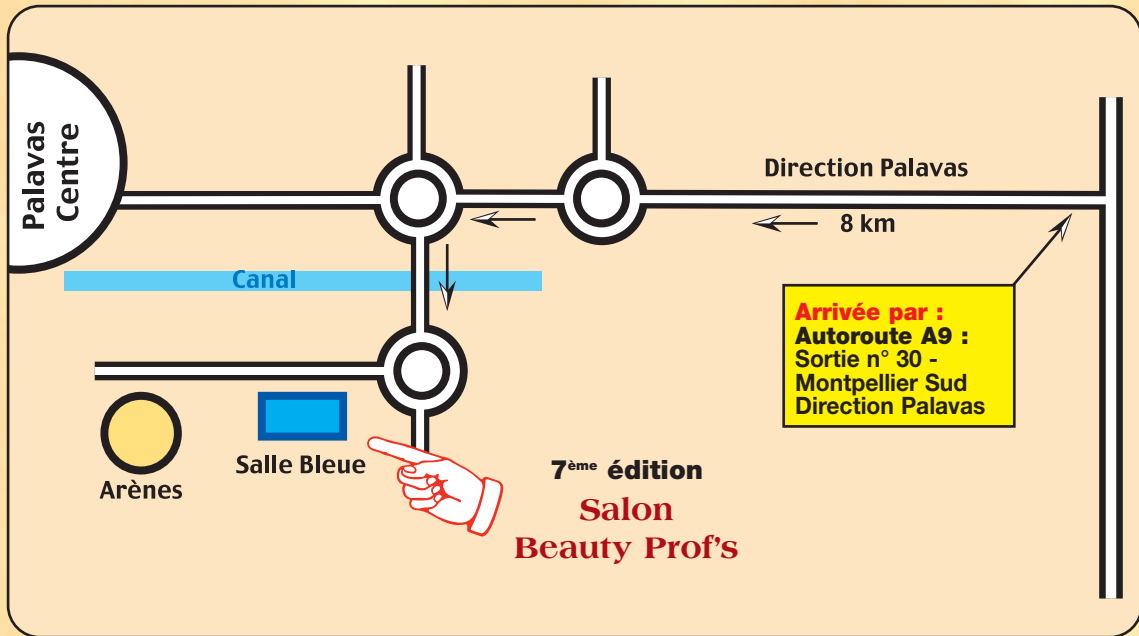 Palavas
Centre
Direction Palavas
8 km
Canal
Arrivée par :
Autoroute A9 :
Sortie n° 30 -
Montpellier Sud
Direction Palavas
Salle Bleue
Arènes
7ème édition
Salon
Beauty Prof's